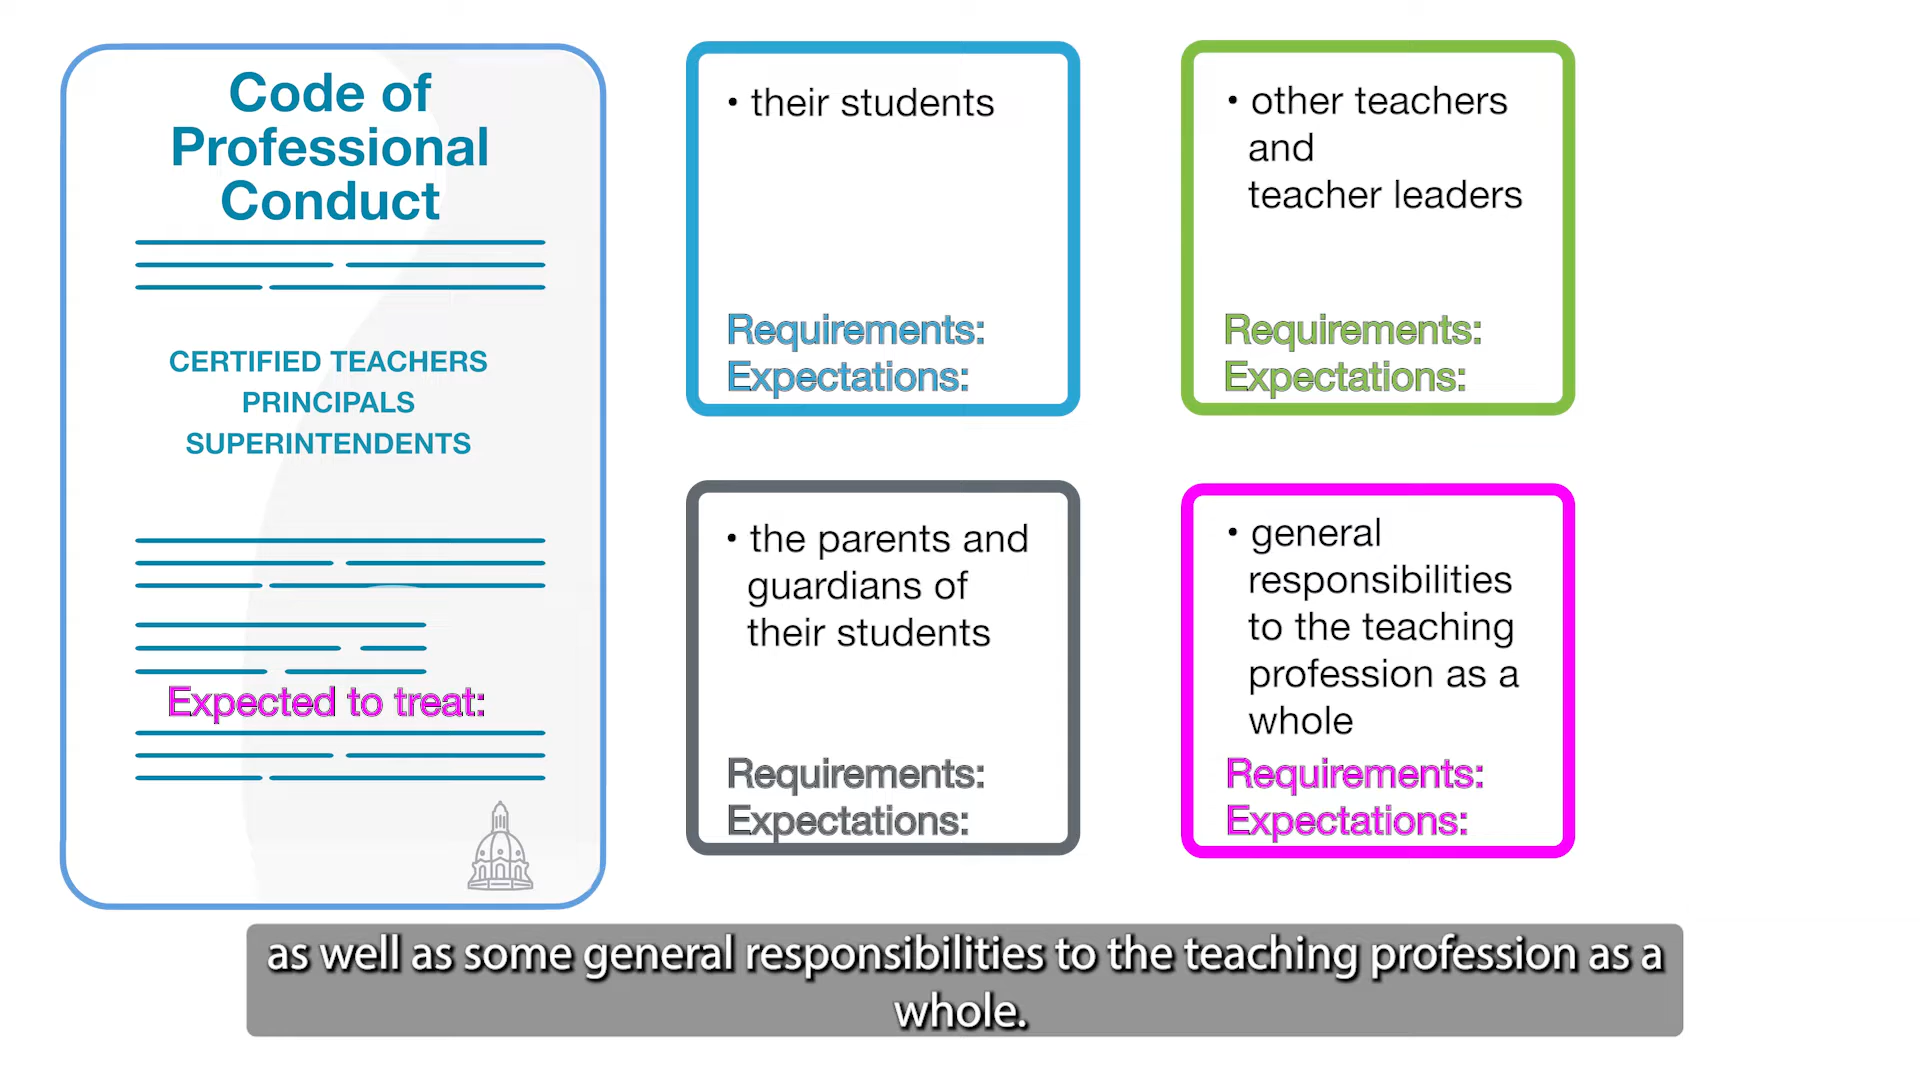 Code of
Professional
Conduct
CERTIFIED TEACHERS
PRINCIPALS
SUPERINTENDENTS
Expected to treat:
• their students
Requirements:
Expectations:
• other teachers
and
teacher leaders
Requirements:
Expectations:
• the parents and
guardians of
their students
Requirements:
Expectations:
• general
responsibilities
to the teaching
profession as a
whole
Requirements:
Expectations:
as well as some general responsibilities to the teaching profession as a
whole.